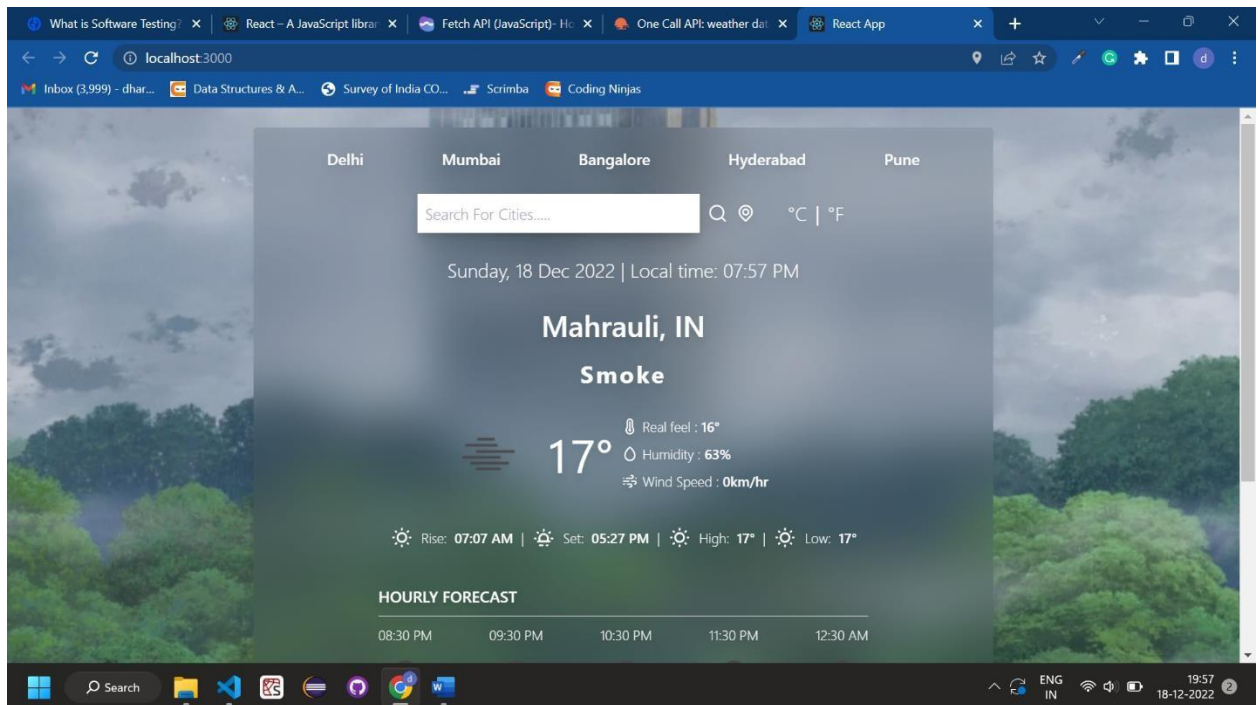 What is Software Testing? React – A JavaScript librar Fetch API (JavaScript)- Ho One Call API: weather dat React App
localhost:3000
Inbox (3,999) - dhar... Data Structures & A... Survey of India CO... Scrimba Coding Ninjas
Delhi Mumbai Bangalore Hyderabad Pune
Search For Cities..... °C | °F
Sunday, 18 Dec 2022 | Local time: 07:57 PM
Mahrauli, IN
Smoke
17°
Real feel : 16°
Humidity : 63%
Wind Speed : 0km/hr
Rise: 07:07 AM | Set: 05:27 PM | High: 17° | Low: 17°
HOURLY FORECAST
08:30 PM 09:30 PM 10:30 PM 11:30 PM 12:30 AM
Search ENG IN 19:57 18-12-2022 2